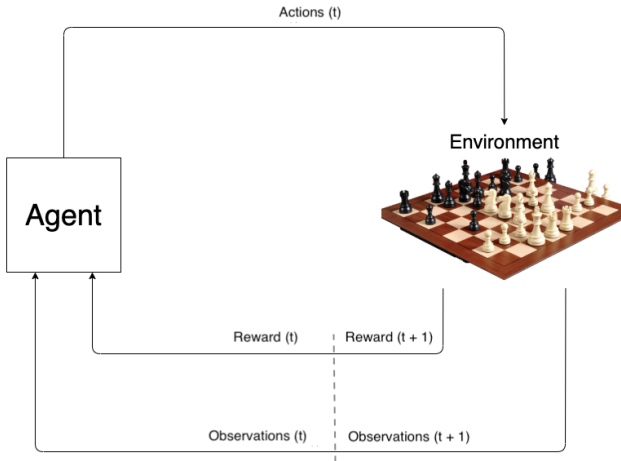 Actions (t)
Environment
Agent
Reward (t)
Reward (t + 1)
Observations (t)
Observations (t + 1)